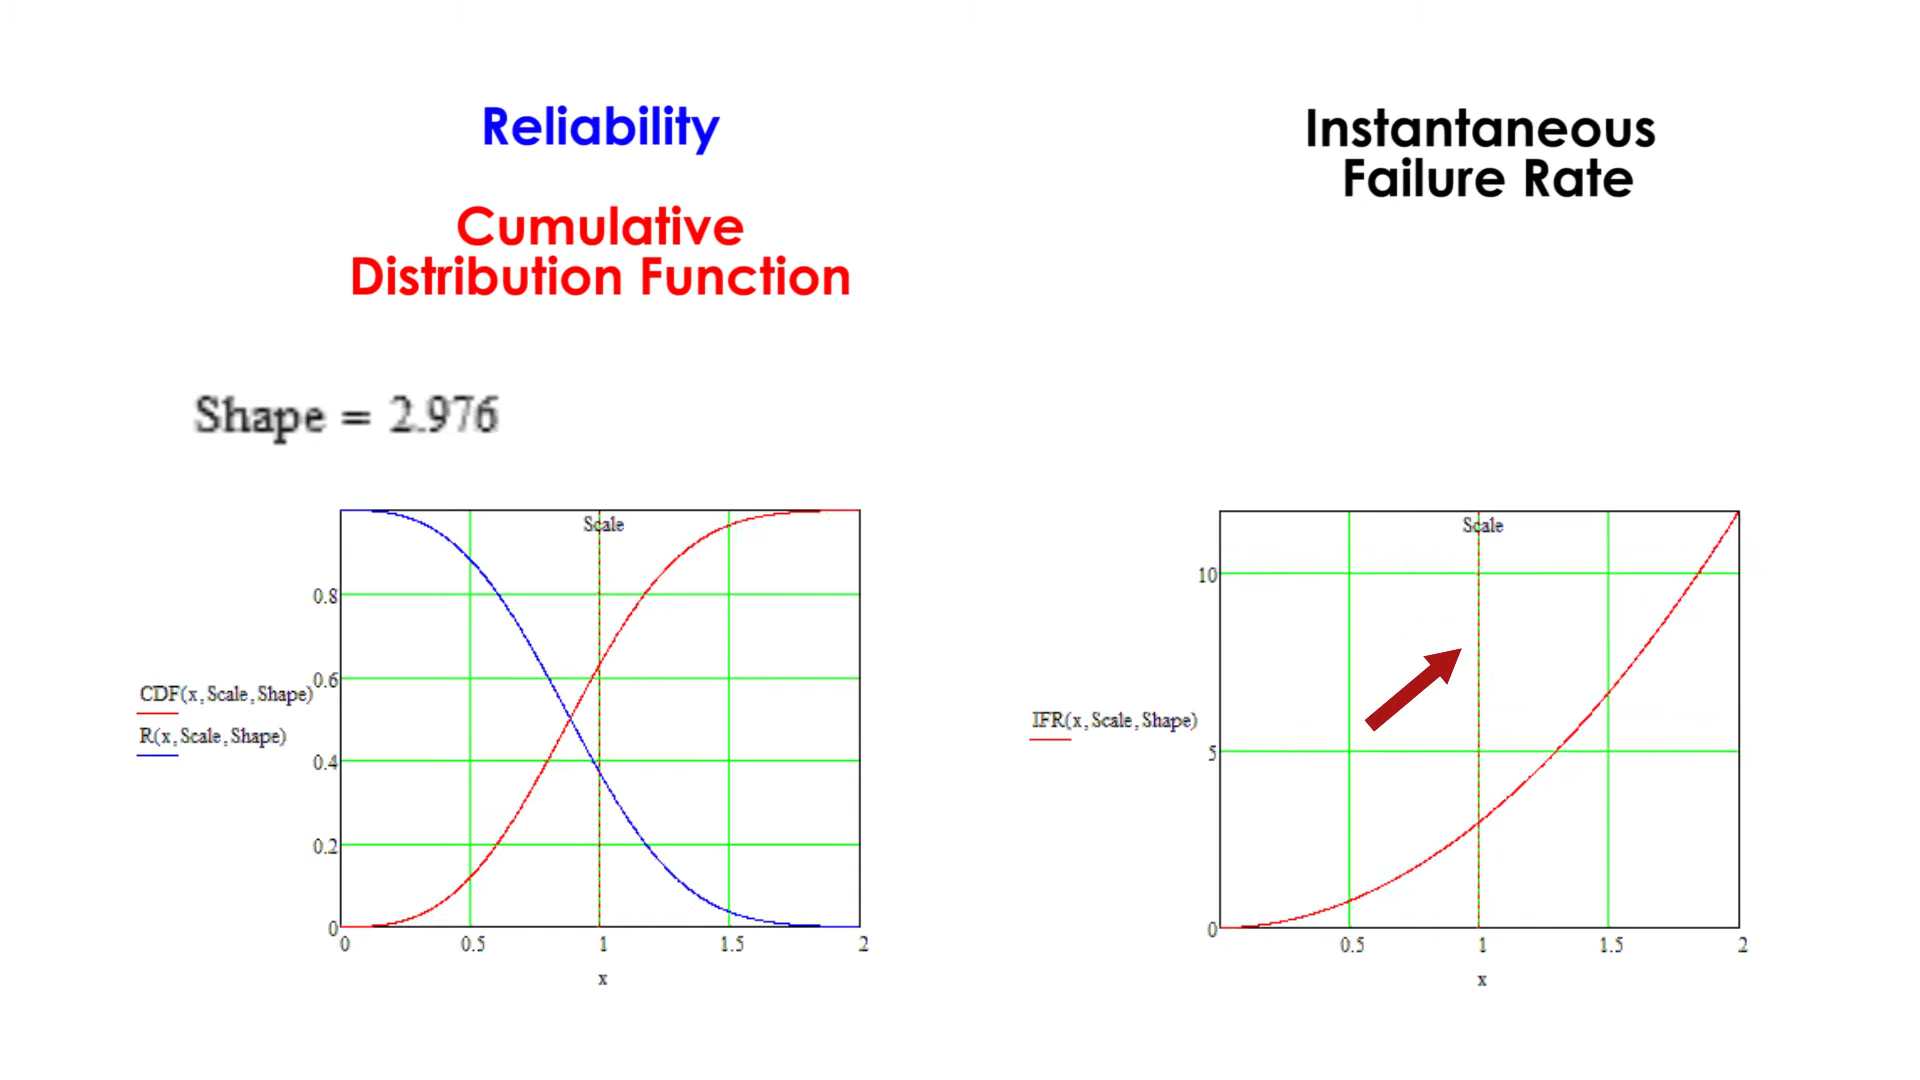 Reliability
Cumulative
Distribution Function
Instantaneous
Failure Rate
Shape = 2.976
Scale
0.8
0.6
0.4
0.2
0
CDF(x,Scale,Shape)
R(x,Scale,Shape)
0 0.5 1 1.5 2
x
Scale
10
5
0
IFR(x,Scale,Shape)
0.5 1 1.5 2
x